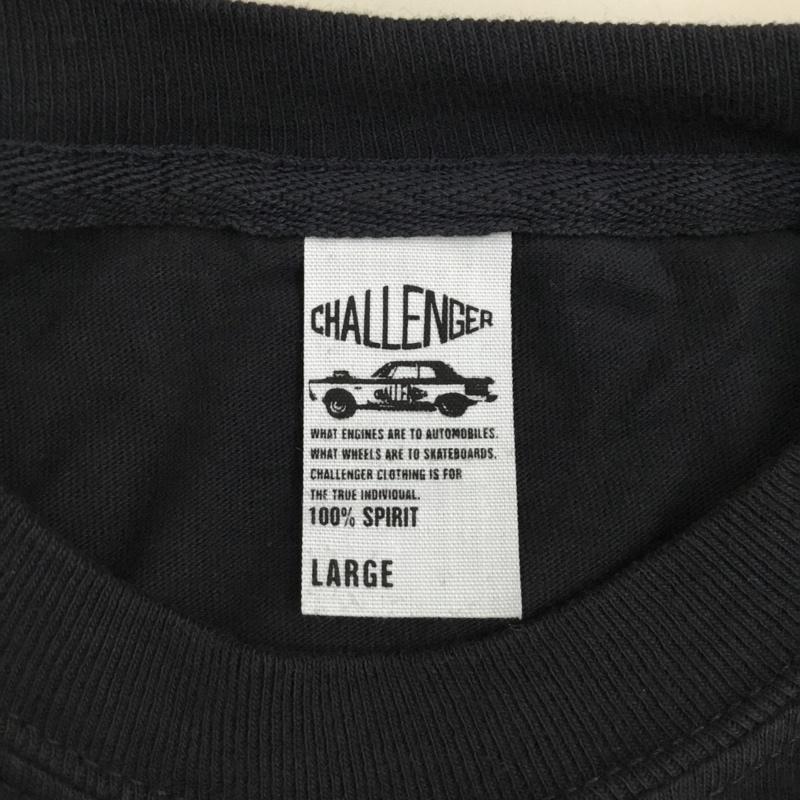 CHALLENGER
WHAT ENGINES ARE TO AUTOMOBILES.
WHAT WHEELS ARE TO SKATEBOARDS.
CHALLENGER CLOTHING IS FOR
THE TRUE INDIVIDUAL.
100% SPIRIT
LARGE